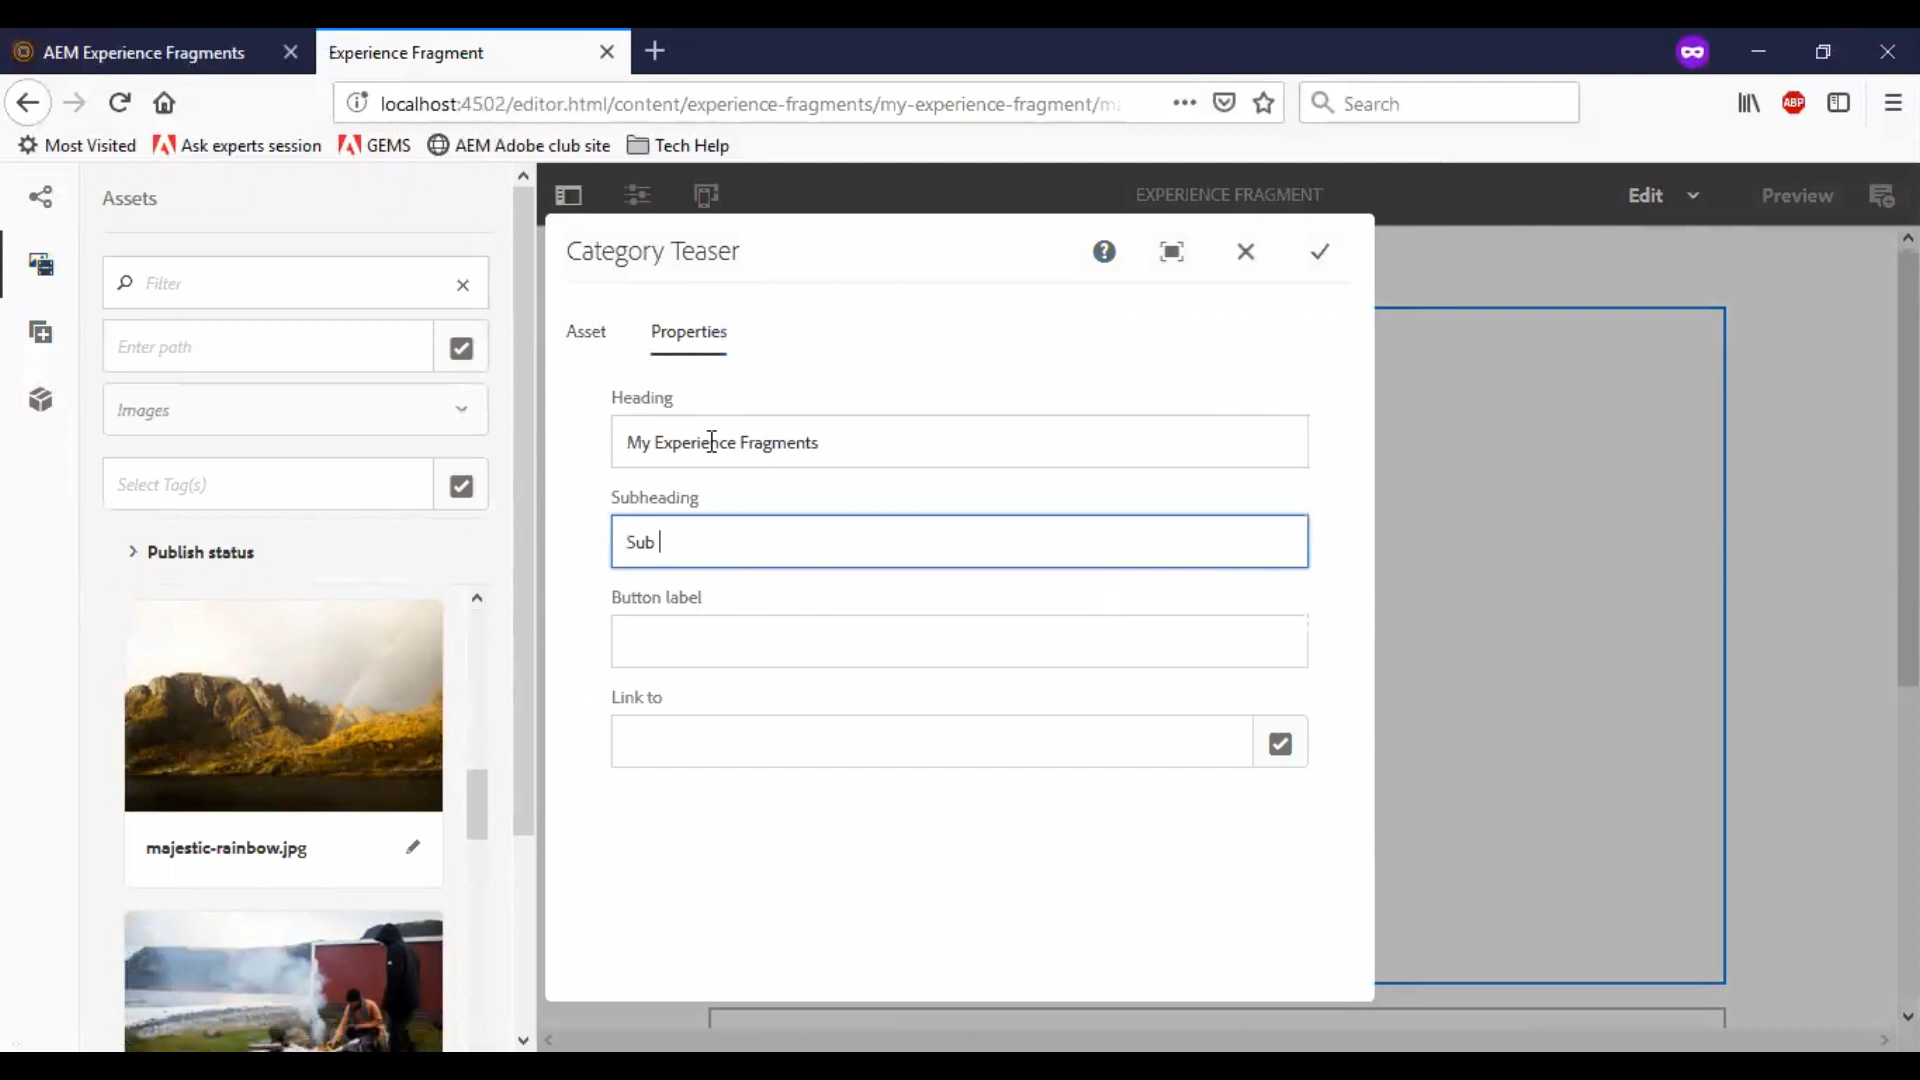 AEM Experience Fragments
Experience Fragment
localhost:4502/editor.html/content/experience-fragments/my-experience-fragment/m
Search
ABP
Most Visited
Ask experts session
GEMS
AEM Adobe club site
Tech Help
Assets
EXPERIENCE FRAGMENT
Edit
Preview
Filter
Enter path
Images
Select Tag(s)
Publish status
majestic-rainbow.jpg
Category Teaser
Asset
Properties
Heading
My Experience Fragments
Subheading
Sub
Button label
Link to